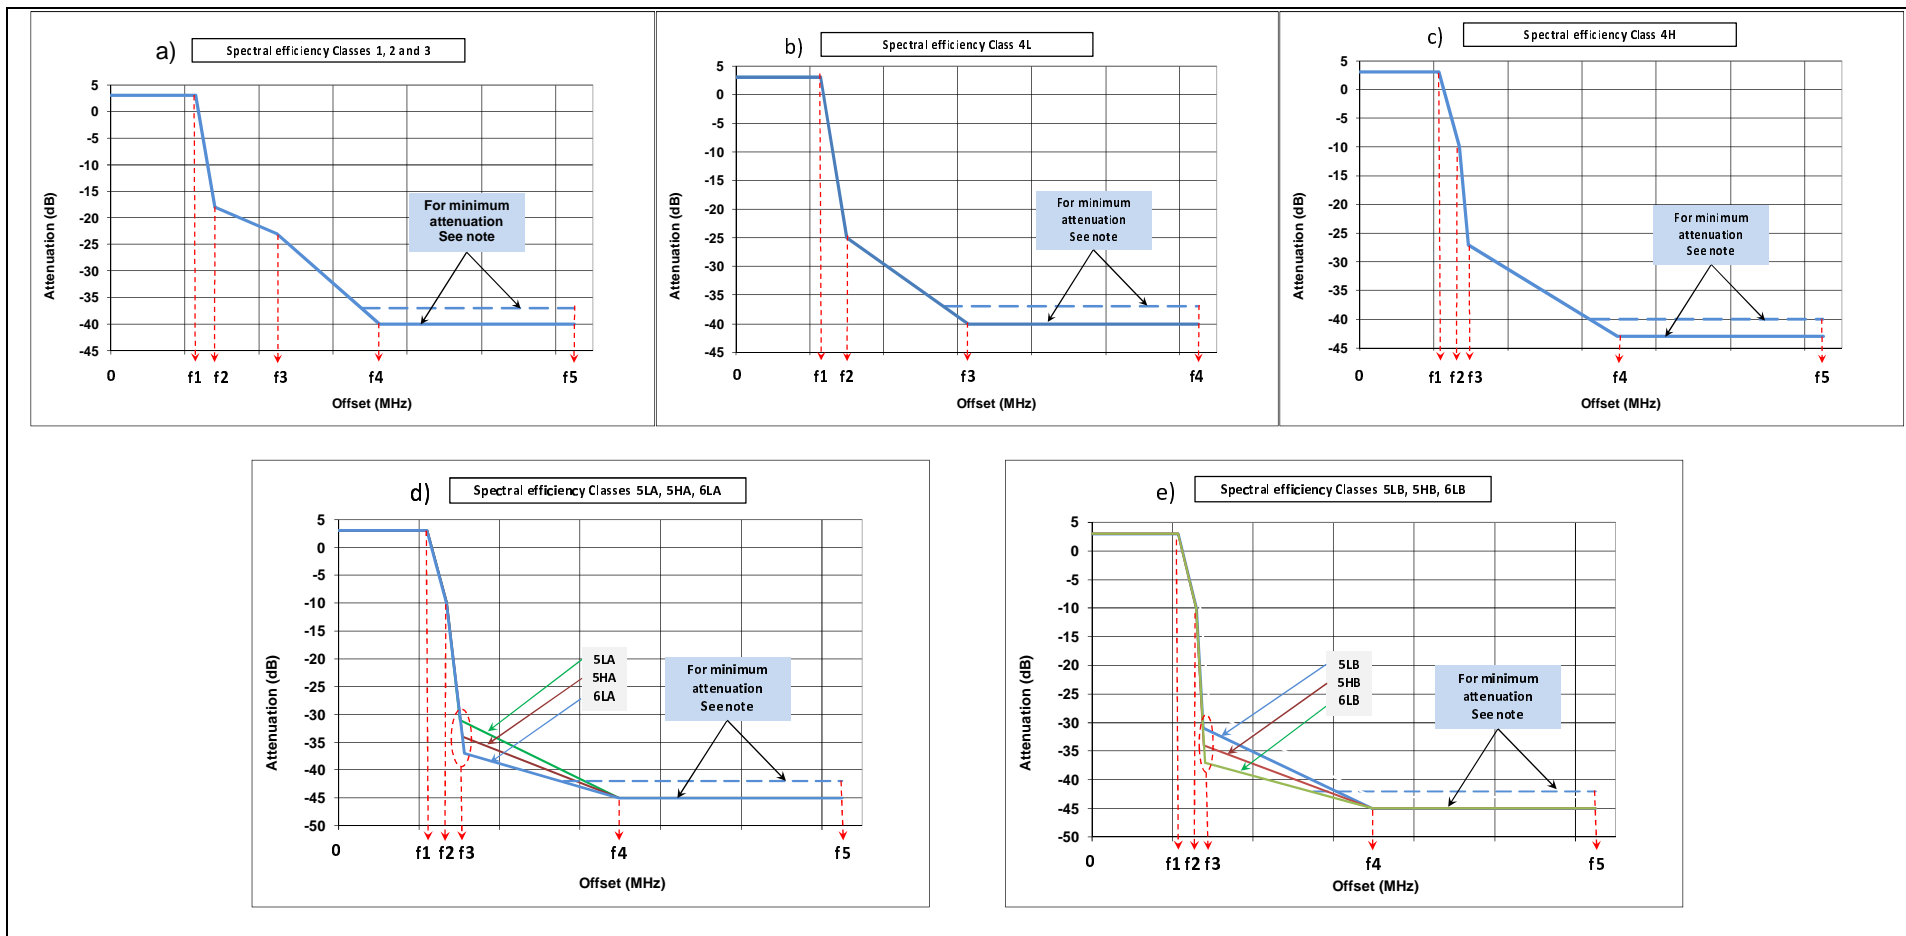 a) Spectral efficiency Classes 1, 2 and 3
5
0
-5
-10
-15
-20
-25
-30
-35
-40
-45
Attenuation (dB)
For minimum
attenuation
See note
0 f1 f2 f3 f4 f5
Offset (MHz)
b) Spectral efficiency Class 4L
5
0
-5
-10
-15
-20
-25
-30
-35
-40
-45
Attenuation (dB)
For minimum
attenuation
See note
0 f1 f2 f3 f4
Offset (MHz)
c) Spectral efficiency Class 4H
5
0
-5
-10
-15
-20
-25
-30
-35
-40
-45
Attenuation (dB)
For minimum
attenuation
See note
0 f1 f2 f3 f4 f5
Offset (MHz)
d) Spectral efficiency Classes 5LA, 5HA, 6LA
5
0
-5
-10
-15
-20
-25
-30
-35
-40
-45
-50
Attenuation (dB)
5LA
5HA
6LA
For minimum
attenuation
See note
0 f1 f2 f3 f4 f5
Offset (MHz)
e) Spectral efficiency Classes 5LB, 5HB, 6LB
5
0
-5
-10
-15
-20
-25
-30
-35
-40
-45
-50
Attenuation (dB)
5LB
5HB
6LB
For minimum
attenuation
See note
0 f1 f2 f3 f4 f5
Offset (MHz)